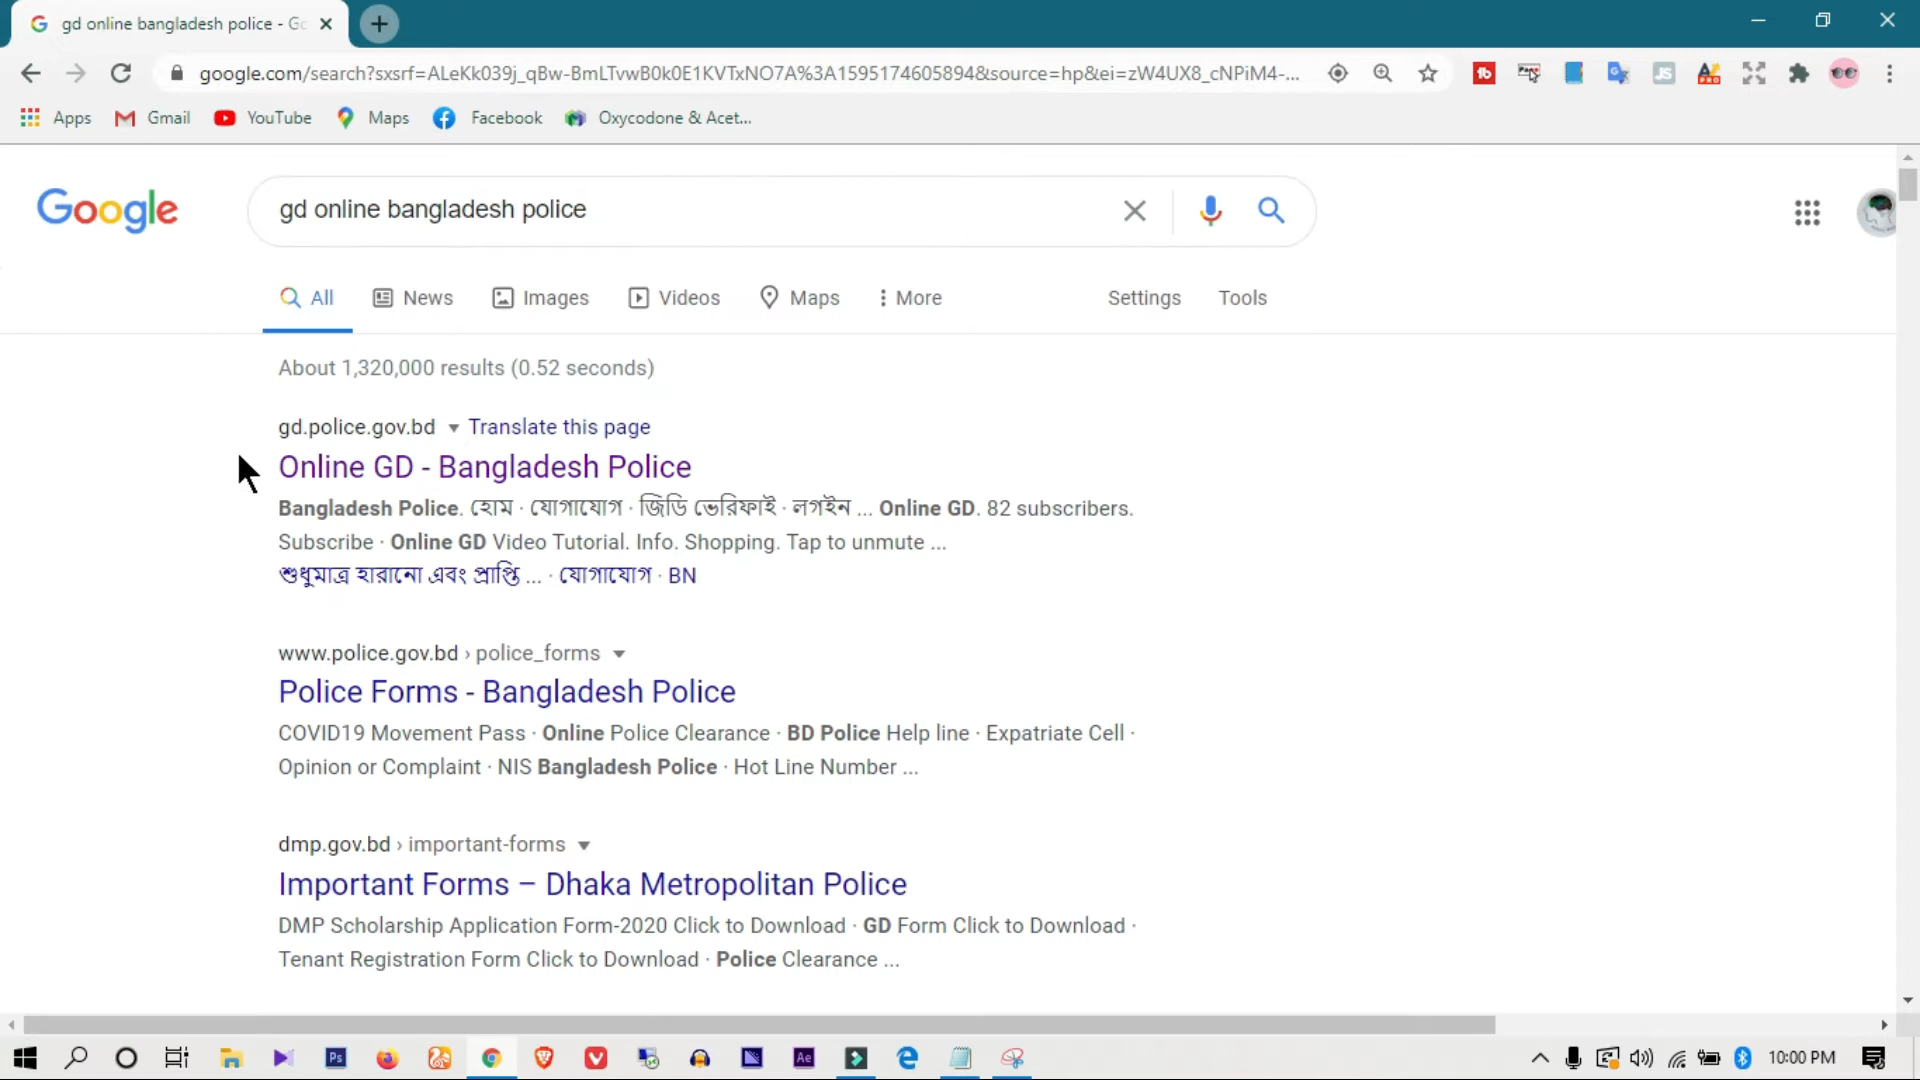 gd online bangladesh police - Go
google.com/search?sxsrf=ALeKk039j_qBw-BmLTvwB0k0E1KVTxNO7A%3A1595174605894&source=hp&ei=zW4UX8_cNPiM4-...
Apps Gmail YouTube Maps Facebook Oxycodone & Acet...
Google gd online bangladesh police
All News Images Videos Maps More Settings Tools
About 1,320,000 results (0.52 seconds)
gd.police.gov.bd Translate this page
Online GD - Bangladesh Police
Bangladesh Police. হোম · যোগাযোগ · জিডি ভেরিফাই · লগইন ... Online GD. 82 subscribers.
Subscribe · Online GD Video Tutorial. Info. Shopping. Tap to unmute ...
শুধুমাত্র হারানো এবং প্রাপ্তি ... · যোগাযোগ · BN
www.police.gov.bd › police_forms
Police Forms - Bangladesh Police
COVID19 Movement Pass · Online Police Clearance · BD Police Help line · Expatriate Cell ·
Opinion or Complaint · NIS Bangladesh Police · Hot Line Number ...
dmp.gov.bd › important-forms
Important Forms – Dhaka Metropolitan Police
DMP Scholarship Application Form-2020 Click to Download · GD Form Click to Download ·
Tenant Registration Form Click to Download · Police Clearance ...
Ps Ae 10:00 PM